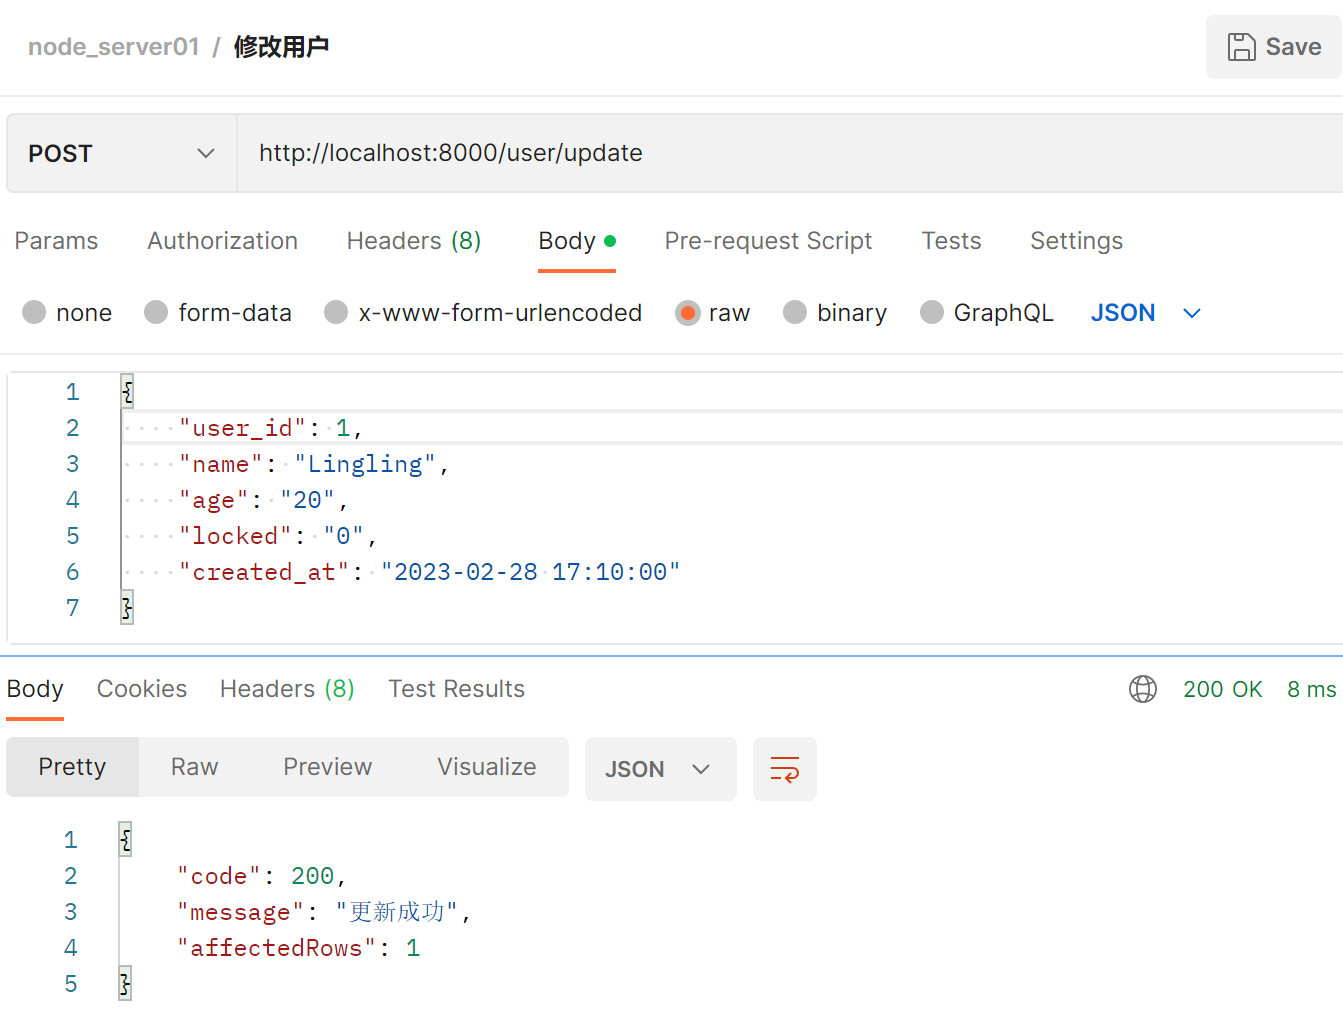 node_server01 / 修改用户
Save
POST http://localhost:8000/user/update
Params Authorization Headers (8) Body Pre-request Script Tests Settings
none form-data x-www-form-urlencoded raw binary GraphQL JSON
1 {
2 "user_id": 1,
3 "name": "Lingling",
4 "age": "20",
5 "locked": "0",
6 "created_at": "2023-02-28 17:10:00"
7 }
Body Cookies Headers (8) Test Results 200 OK 8 ms
Pretty Raw Preview Visualize JSON
1 {
2 "code": 200,
3 "message": "更新成功",
4 "affectedRows": 1
5 }